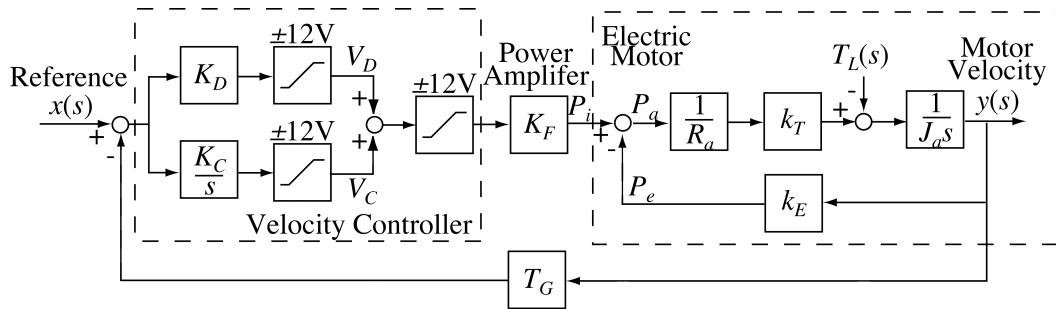 ±12V
Electric
Motor
Power
Amplifer
Motor
Velocity
Reference
x(s)
K_D
V_D
±12V
T_L(s)
y(s)
+
-
+
+
K_F
P_i
+
-
P_a
1
R_a
k_T
+
-
1
J_a s
±12V
K_C
s
V_C
P_e
k_E
Velocity Controller
T_G